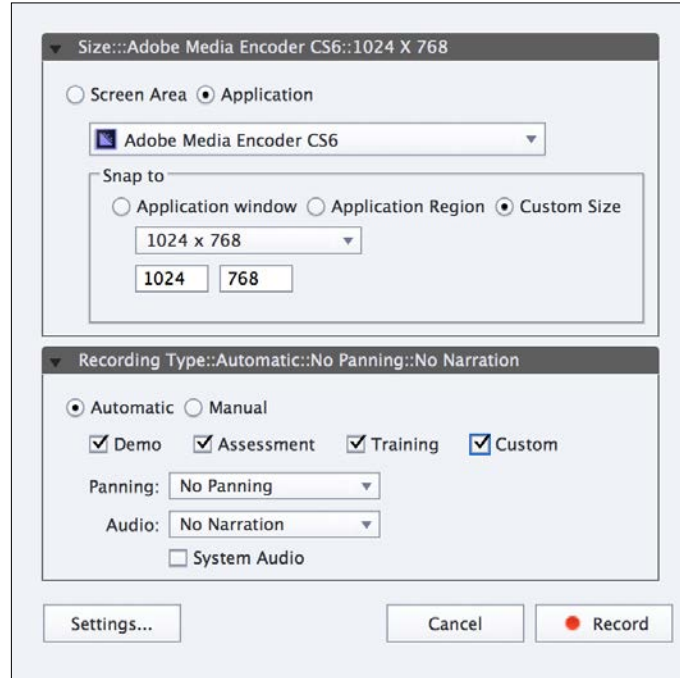 Size:::Adobe Media Encoder CS6::1024 X 768
Screen Area Application
Adobe Media Encoder CS6
Snap to
Application window Application Region Custom Size
1024 x 768
1024 768
Recording Type::Automatic::No Panning::No Narration
Automatic Manual
Demo Assessment Training Custom
Panning: No Panning
Audio: No Narration
System Audio
Settings... Cancel Record